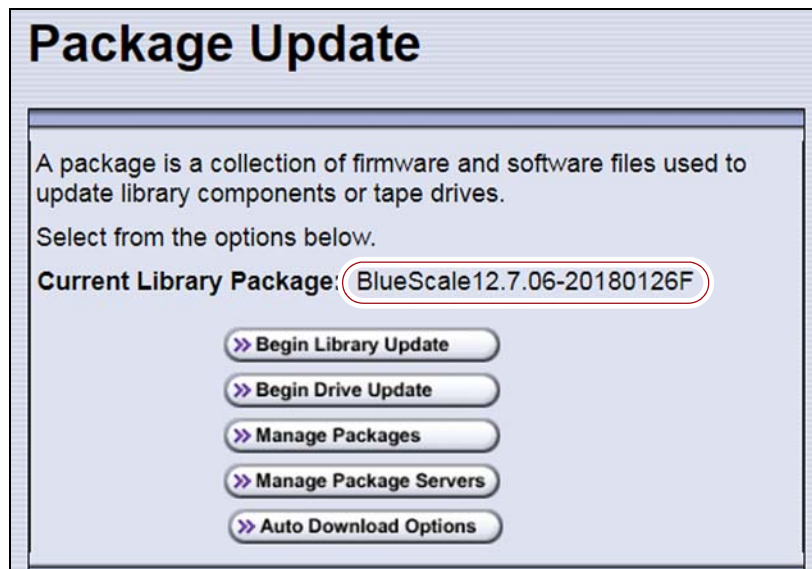 Package Update
A package is a collection of firmware and software files used to
update library components or tape drives.
Select from the options below.
Current Library Package: BlueScale12.7.06-20180126F
>> Begin Library Update
>> Begin Drive Update
>> Manage Packages
>> Manage Package Servers
>> Auto Download Options